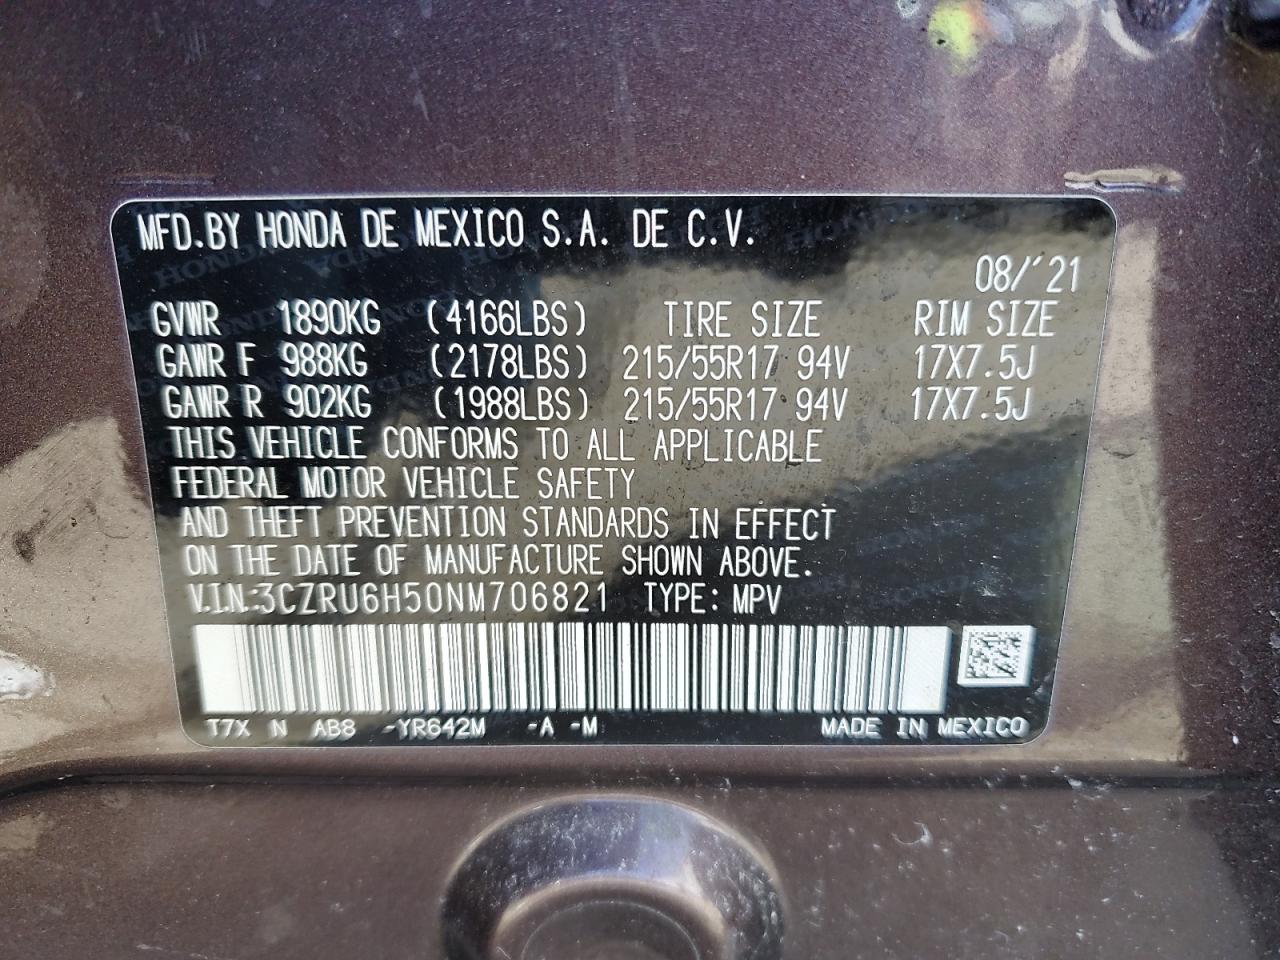 MFD.BY HONDA DE MEXICO S.A. DE C.V.
08/'21
GVWR 1890KG (4166LBS) TIRE SIZE RIM SIZE
GAWR F 988KG (2178LBS) 215/55R17 94V 17X7.5J
GAWR R 902KG (1988LBS) 215/55R17 94V 17X7.5J
THIS VEHICLE CONFORMS TO ALL APPLICABLE
FEDERAL MOTOR VEHICLE SAFETY
AND THEFT PREVENTION STANDARDS IN EFFECT
ON THE DATE OF MANUFACTURE SHOWN ABOVE.
V.I.N.:3CZRU6H50NM706821 TYPE: MPV
T7X N AB8 -YR642M -A -M MADE IN MEXICO